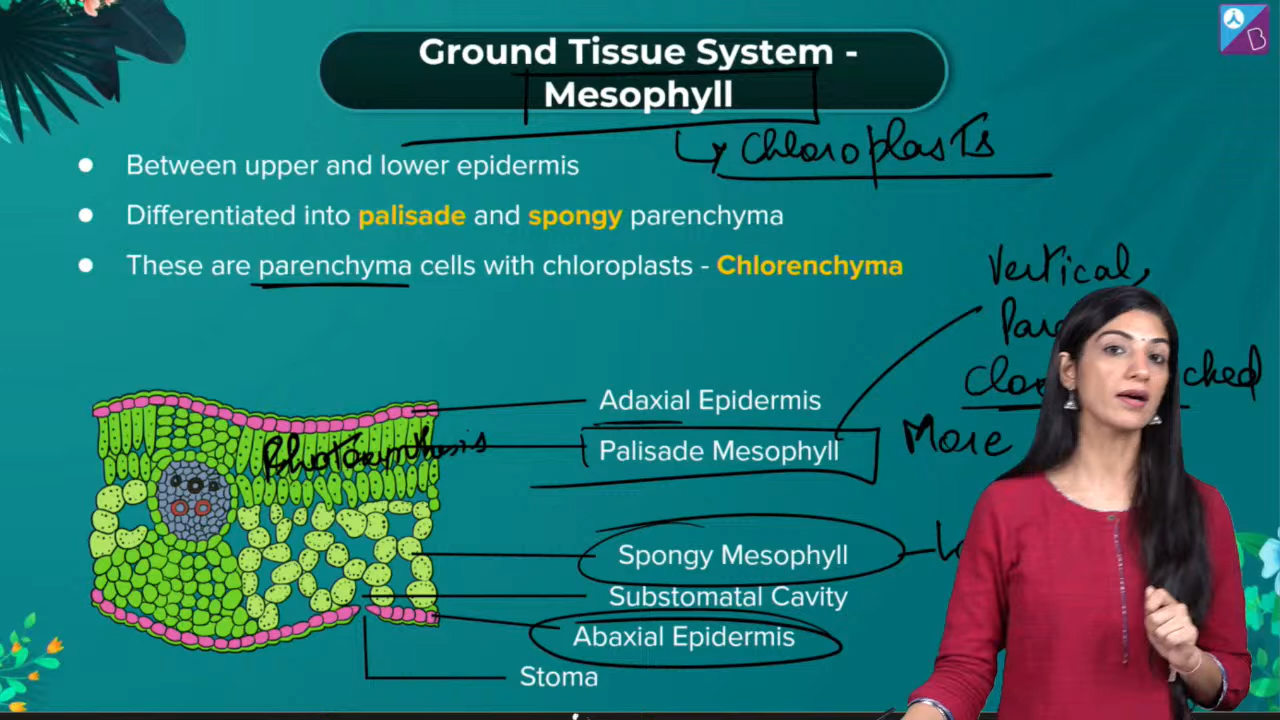 Ground Tissue System -
Mesophyll
Chloroplasts
Between upper and lower epidermis
Differentiated into palisade and spongy parenchyma
These are parenchyma cells with chloroplasts - Chlorenchyma
Vertical,
Adaxial Epidermis
Photosynthesis
Palisade Mesophyll
More
Spongy Mesophyll
Substomatal Cavity
Abaxial Epidermis
Stoma
B